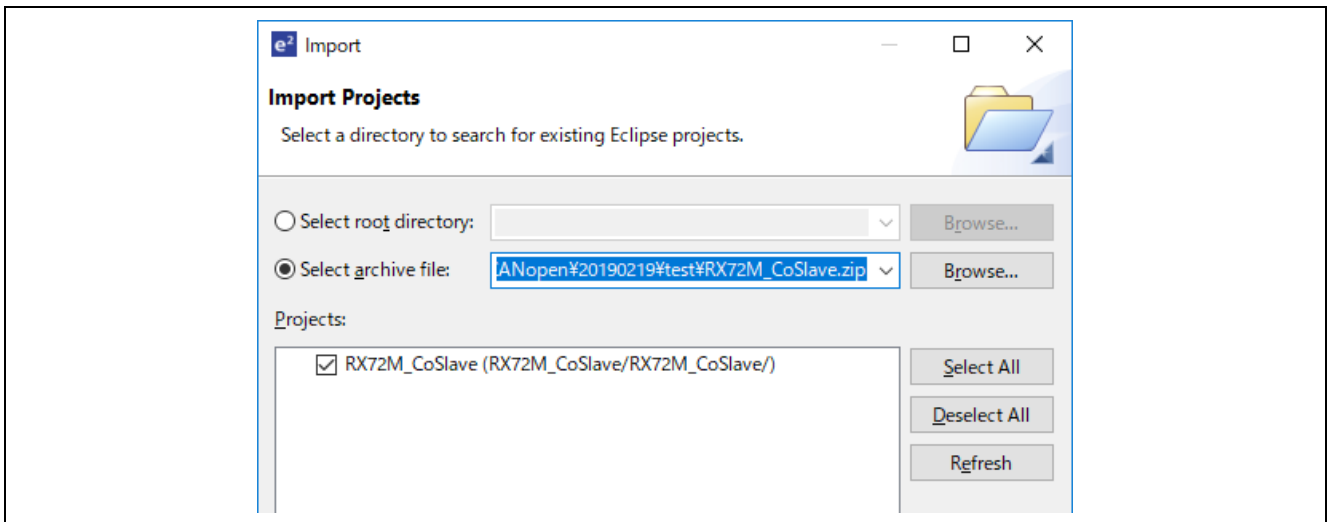 e² Import
Import Projects
Select a directory to search for existing Eclipse projects.
Select root directory:
Browse...
Select archive file:
ANopen¥20190219¥test¥RX72M_CoSlave.zip
Browse...
Projects:
RX72M_CoSlave (RX72M_CoSlave/RX72M_CoSlave/)
Select All
Deselect All
Refresh